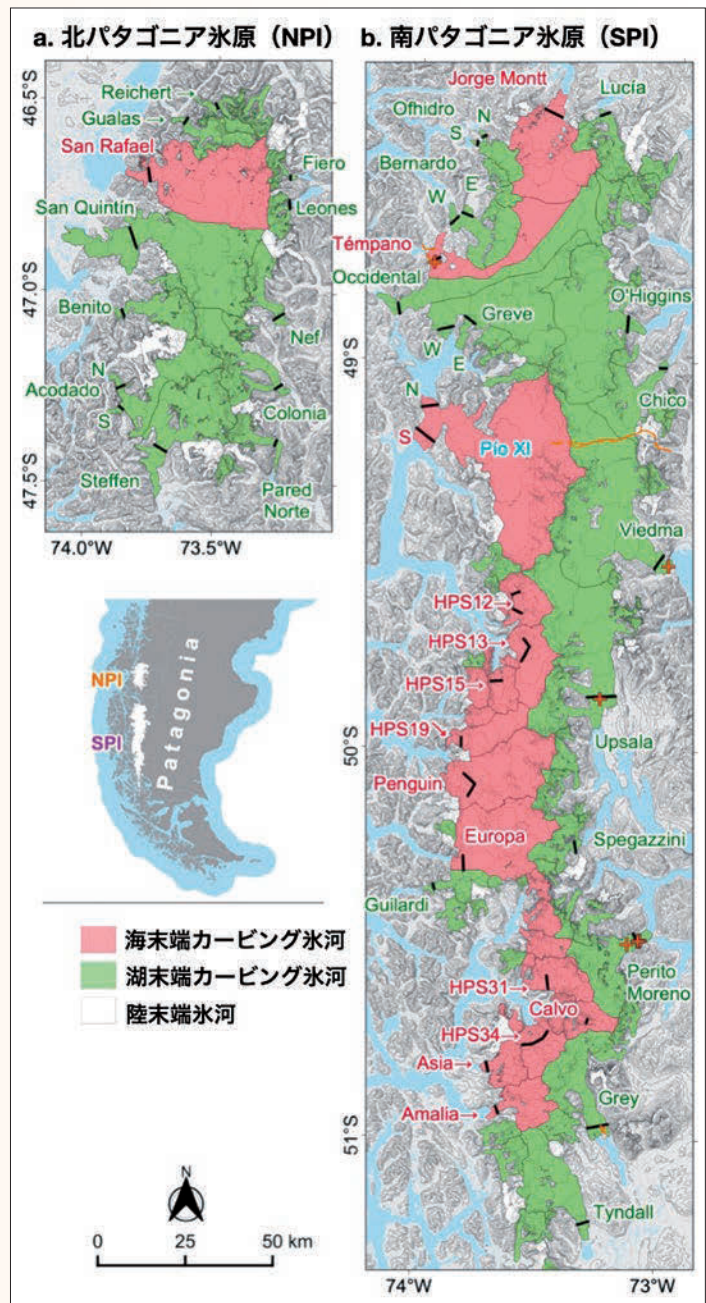 a. 北パタゴニア氷原（NPI）
46.5°S
47.0°S
47.5°S
74.0°W
73.5°W
Reichert→
Gualas→
San Rafael
Fiero
San Quintín
Leones
Benito
Nef
N
Acodado
S
Colonia
Steffen
Pared
Norte
NPI
SPI
Patagonia
海末端カービング氷河
湖末端カービング氷河
陸末端氷河
N
0 25 50 km
b. 南パタゴニア氷原（SPI）
Jorge Montt
Lucía
Ofhidro
N
S
Bernardo
W
E
Témpano
Occidental
O'Higgins
Greve
W
E
49°S
Chico
N
S
Pío XI
Viedma
HPS12→
HPS13→
HPS15→
50°S
HPS19→
Upsala
Penguin
Europa
Spegazzini
Guilardi
Perito
Moreno
HPS31→
Calvo
HPS34→
Asia→
Grey
Amalia→
51°S
Tyndall
74°W
73°W